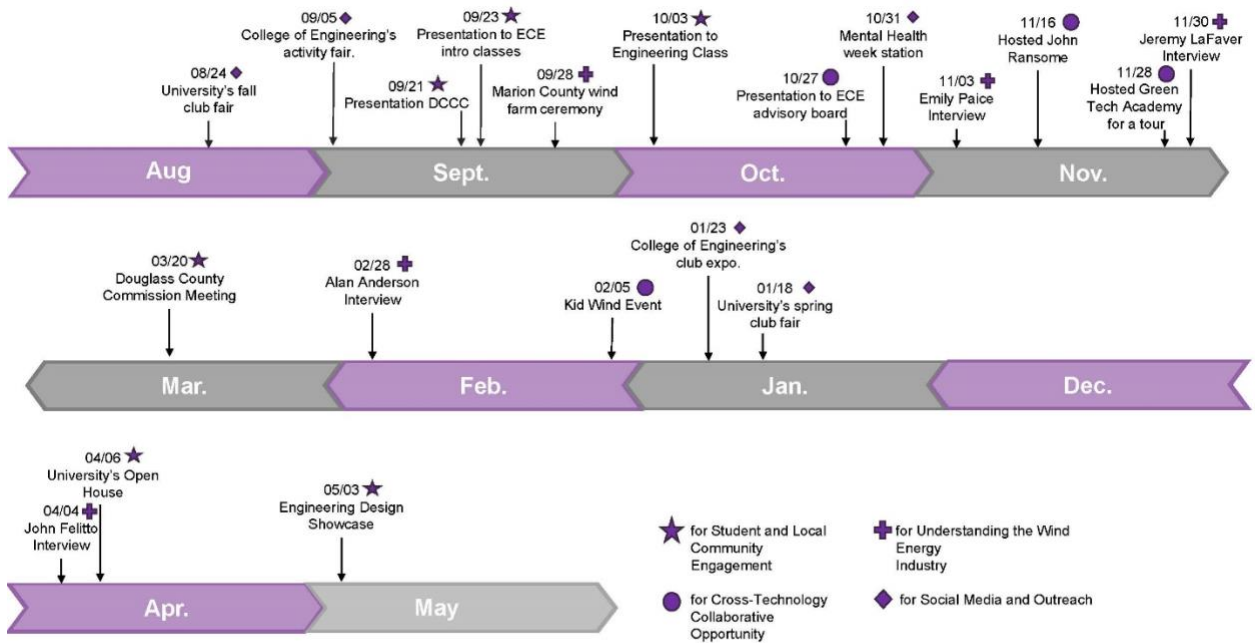 08/24
University's fall
club fair
09/05
College of Engineering's
activity fair.
09/21
Presentation DCCC
09/23
Presentation to ECE
intro classes
09/28
Marion County wind
farm ceremony
10/03
Presentation to
Engineering Class
10/27
Presentation to ECE
advisory board
10/31
Mental Health
week station
11/03
Emily Paice
Interview
11/16
Hosted John
Ransome
11/28
Hosted Green
Tech Academy
for a tour
11/30
Jeremy LaFaver
Interview
Aug
Sept.
Oct.
Nov.
03/20
Douglass County
Commission Meeting
02/28
Alan Anderson
Interview
02/05
Kid Wind Event
01/23
College of Engineering's
club expo.
01/18
University's spring
club fair
Mar.
Feb.
Jan.
Dec.
04/06
University's Open
House
04/04
John Felitto
Interview
05/03
Engineering Design
Showcase
Apr.
May
for Student and Local
Community
Engagement
for Understanding the Wind
Energy
Industry
for Cross-Technology
Collaborative
Opportunity
for Social Media and Outreach